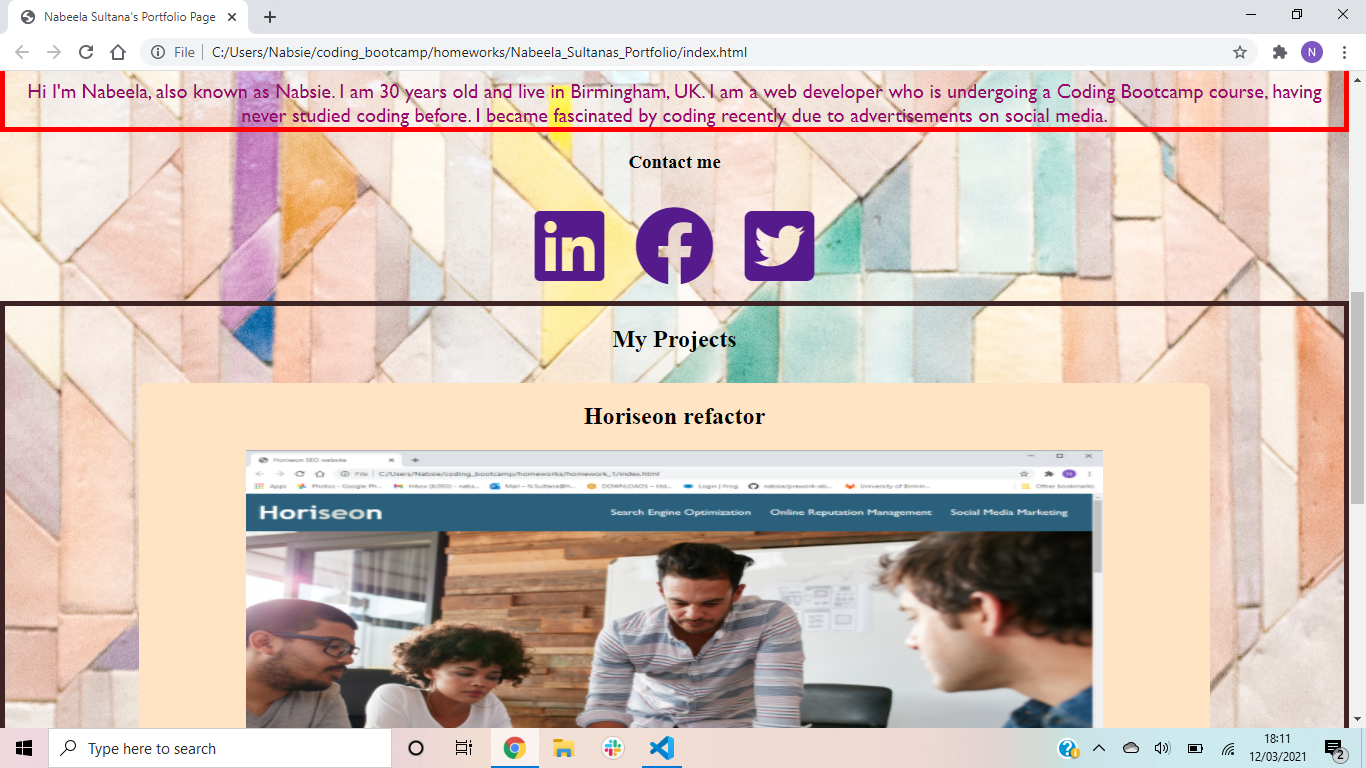 Nabeela Sultana's Portfolio Page
File C:/Users/Nabsie/coding_bootcamp/homeworks/Nabeela_Sultanas_Portfolio/index.html
N
Hi I'm Nabeela, also known as Nabsie. I am 30 years old and live in Birmingham, UK. I am a web developer who is undergoing a Coding Bootcamp course, having
never studied coding before. I became fascinated by coding recently due to advertisements on social media.
Contact me
in
My Projects
Horiseon refactor
Horiseon SEO website
File C:/Users/Nabsie/coding_bootcamp/homeworks/homework_1/index.html
Apps Photos - Google Ph... Inbox (8,000) - nabs... Mail – N.Sultana@h... DOWNLOADS – ltd... Login | Frog nabsie/prework-ab... University of Birmin... Other bookmarks
Horiseon Search Engine Optimization Online Reputation Management Social Media Marketing
Type here to search
18:11
12/03/2021
2